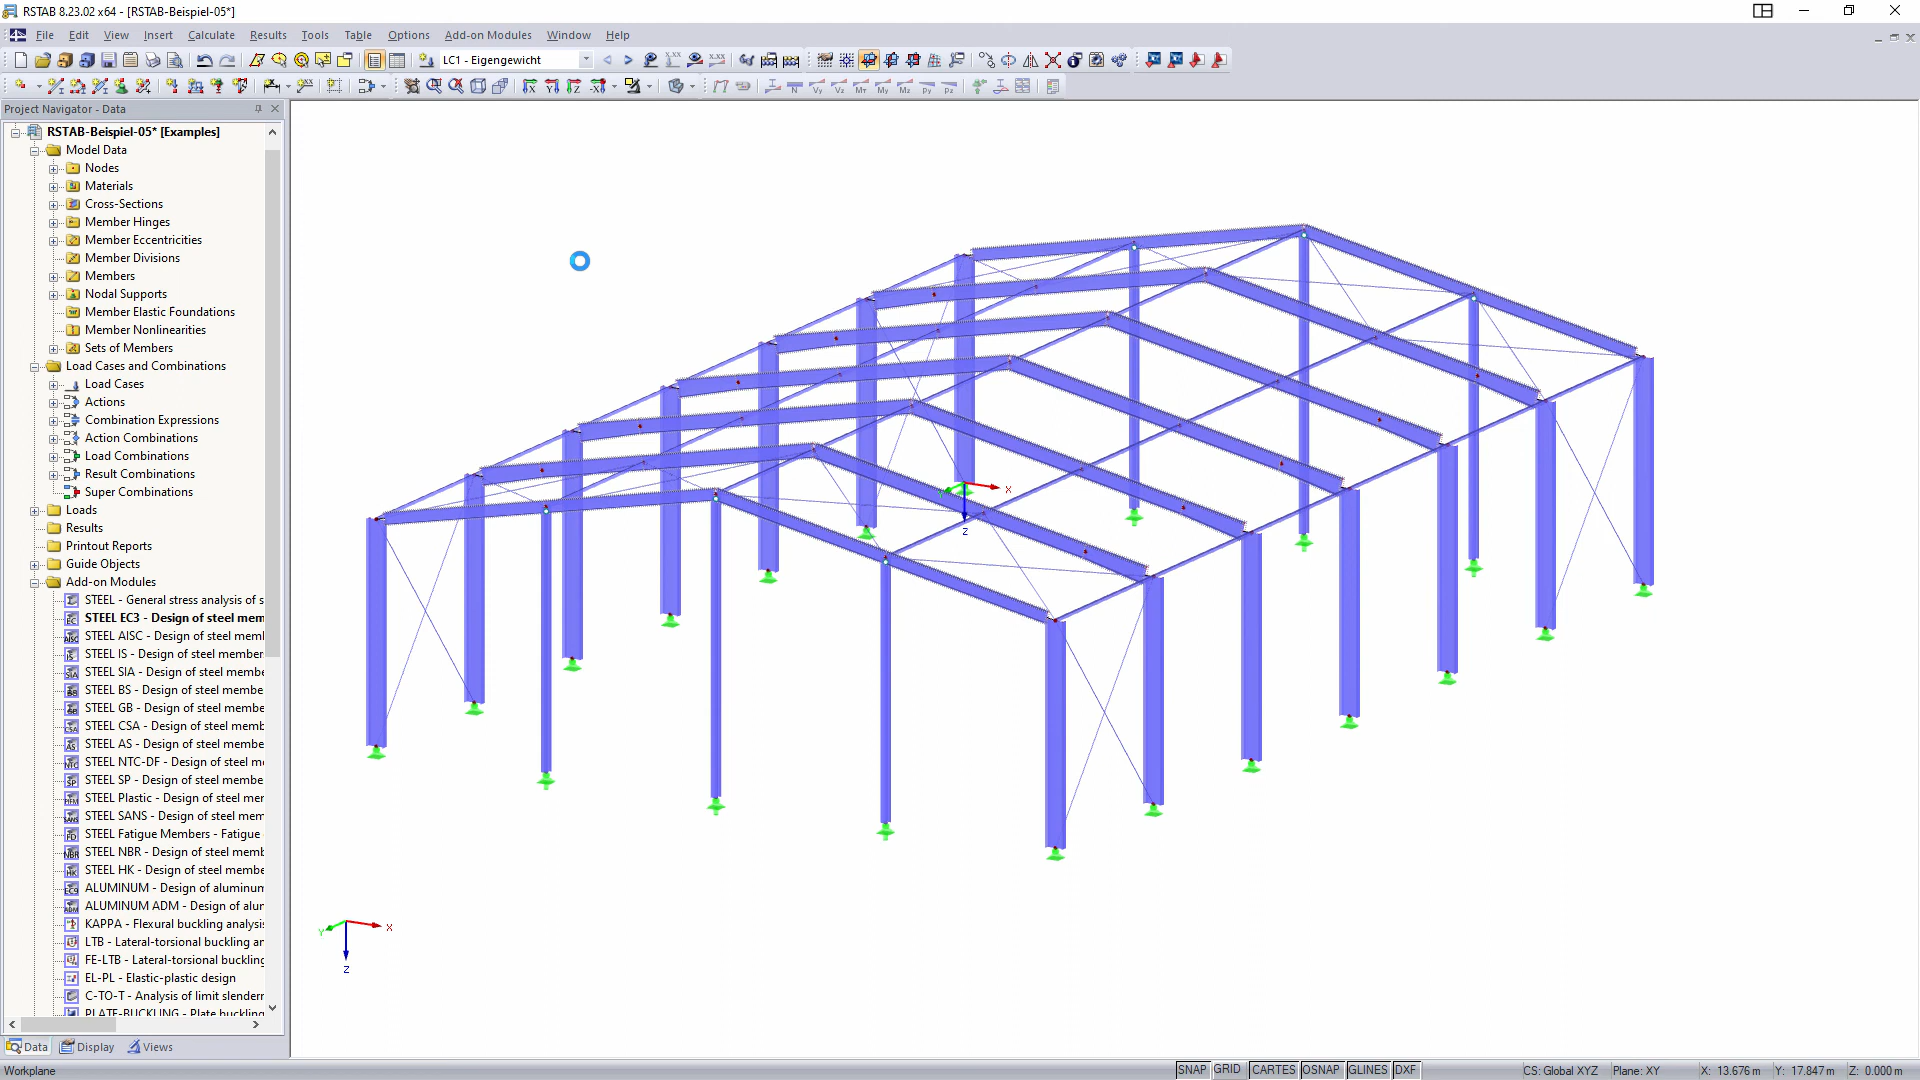 RSTAB 8.23.02 x64 - [RSTAB-Beispiel-05*]
File Edit View Insert Calculate Results Tools Table Options Add-on Modules Window Help
LC1 - Eigengewicht
Project Navigator - Data
RSTAB-Beispiel-05* [Examples]
Model Data
Nodes
Materials
Cross-Sections
Member Hinges
Member Eccentricities
Member Divisions
Members
Nodal Supports
Member Elastic Foundations
Member Nonlinearities
Sets of Members
Load Cases and Combinations
Load Cases
Actions
Combination Expressions
Action Combinations
Load Combinations
Result Combinations
Super Combinations
Loads
Results
Printout Reports
Guide Objects
Add-on Modules
STEEL - General stress analysis of s
STEEL EC3 - Design of steel mem
STEEL AISC - Design of steel meml
STEEL IS - Design of steel member
STEEL SIA - Design of steel membe
STEEL BS - Design of steel membe
STEEL GB - Design of steel membe
STEEL CSA - Design of steel memb
STEEL AS - Design of steel membe
STEEL NTC-DF - Design of steel me
STEEL SP - Design of steel membe
STEEL Plastic - Design of steel mer
STEEL SANS - Design of steel mem
STEEL Fatigue Members - Fatigue
STEEL NBR - Design of steel memb
STEEL HK - Design of steel membe
ALUMINUM - Design of aluminum
ALUMINUM ADM - Design of alur
KAPPA - Flexural buckling analysi
LTB - Lateral-torsional buckling ar
FE-LTB - Lateral-torsional buckling
EL-PL - Elastic-plastic design
C-TO-T - Analysis of limit slenderr
PLATE-BUCKLING - Plate buckling
Data Display Views
X
Z
Y
X
Z
Workplane
SNAP GRID CARTES OSNAP GLINES DXF
CS: Global XYZ Plane: XY X: 13.676 m Y: 17.847 m Z: 0.000 m